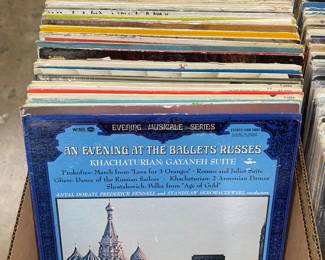 EVENING MUSICALE SERIES
AN EVENING AT THE BALLETS RUSSES
KHACHATURIAN: GAYANEH SUITE
Prokofiev: March from "Love for 3 Oranges" - Romeo and Juliet Suite
Gliere: Dance of the Russian Sailors - Khachaturian: 2 Armenian Dances
Shostakovich: Polka from "Age of Gold"
ANTAL DORATI, FREDERICK FENNELL and STANISLAW SKROWACZEWSKI, conductors